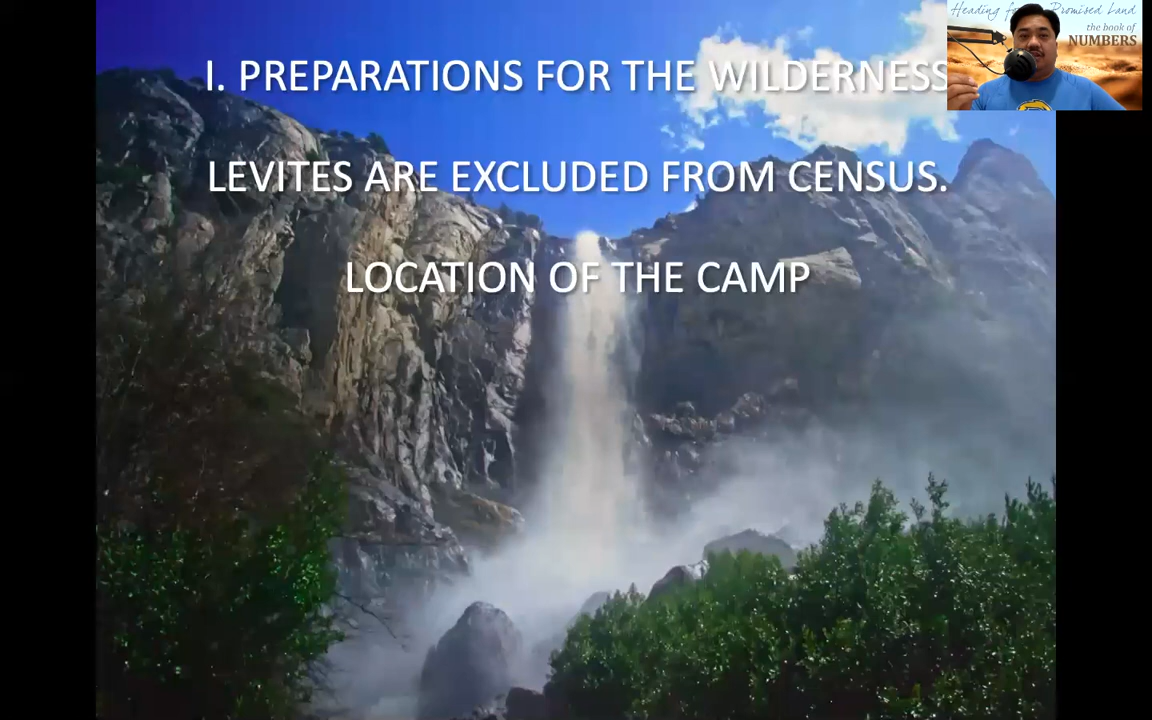 I. PREPARATIONS FOR THE WILDERNESS
LEVITES ARE EXCLUDED FROM CENSUS.
LOCATION OF THE CAMP
Heading for Promised Land
the book of
NUMBERS